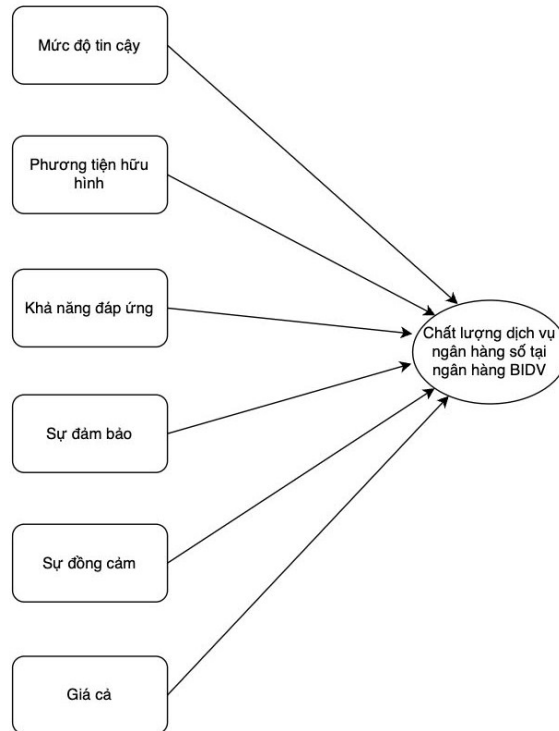 Mức độ tin cậy
Phương tiện hữu
hình
Khả năng đáp ứng
Sự đảm bảo
Sự đồng cảm
Giá cả
Chất lượng dịch vụ
ngân hàng số tại
ngân hàng BIDV